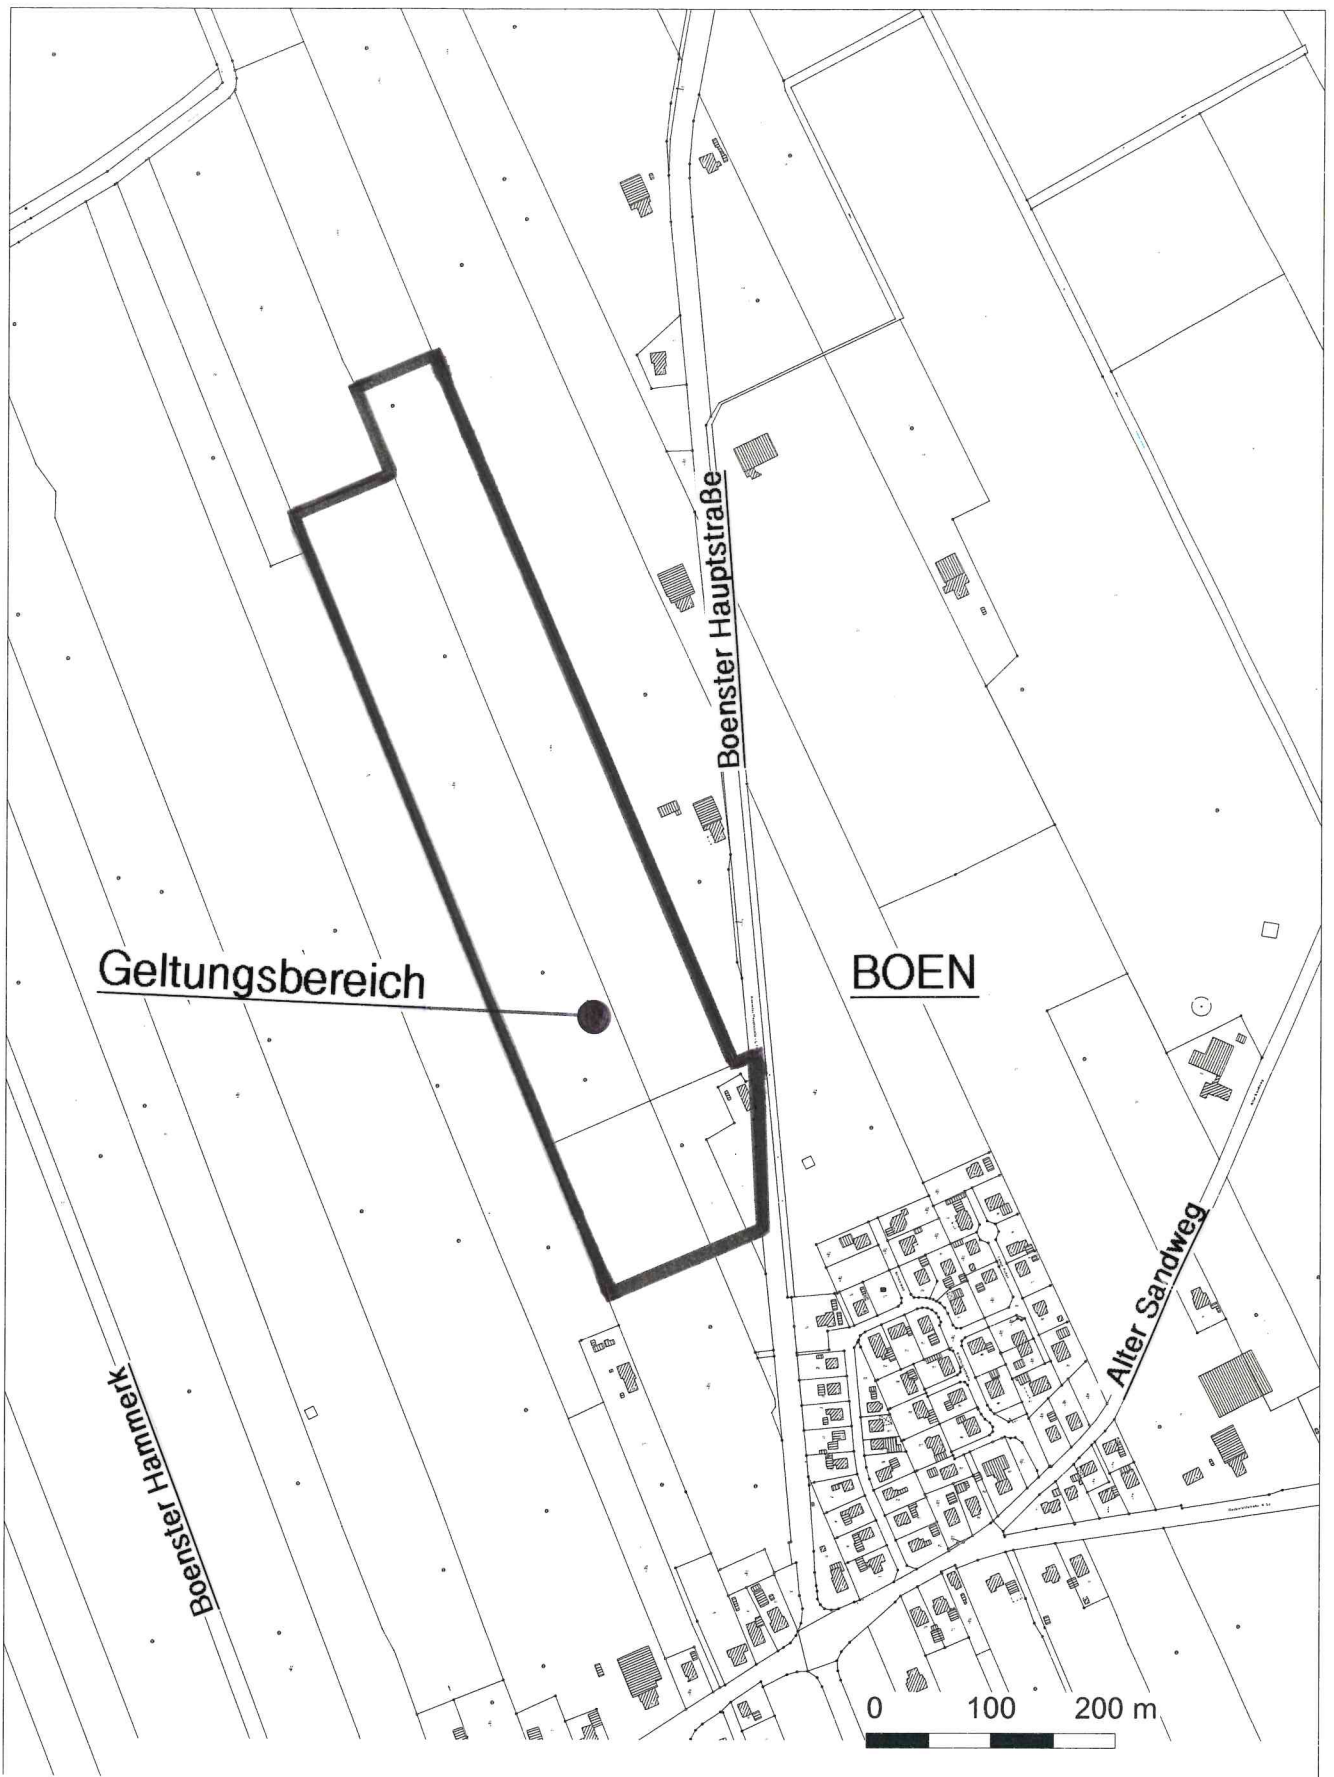 Boenster Hauptstraße
Geltungsbereich
BOEN
Alter Sandweg
Boenster Hammerk
0 100 200 m